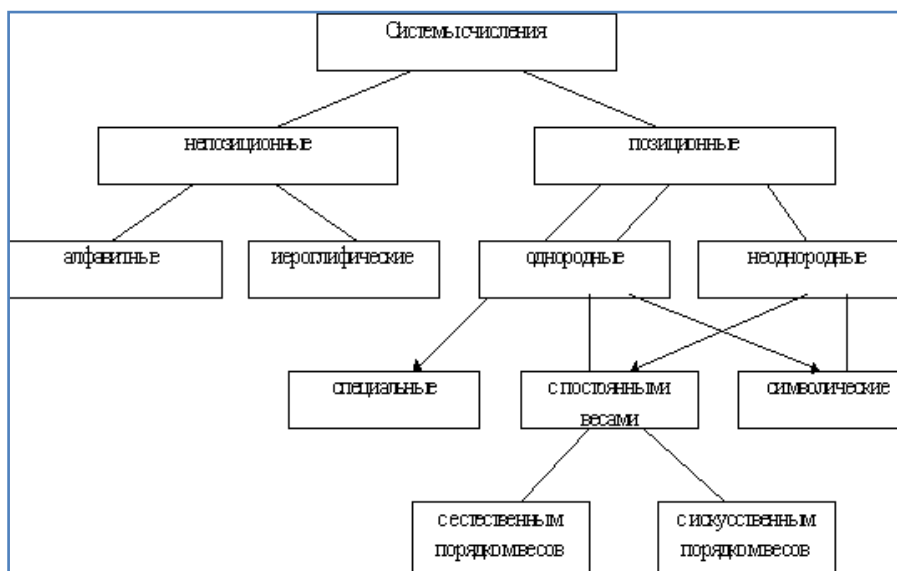 Системы счисления
непозиционные
позиционные
алфавитные
иероглифические
однородные
неоднородные
специальные
с постоянными
весами
символические
с естественным
порядком весов
с искусственным
порядком весов